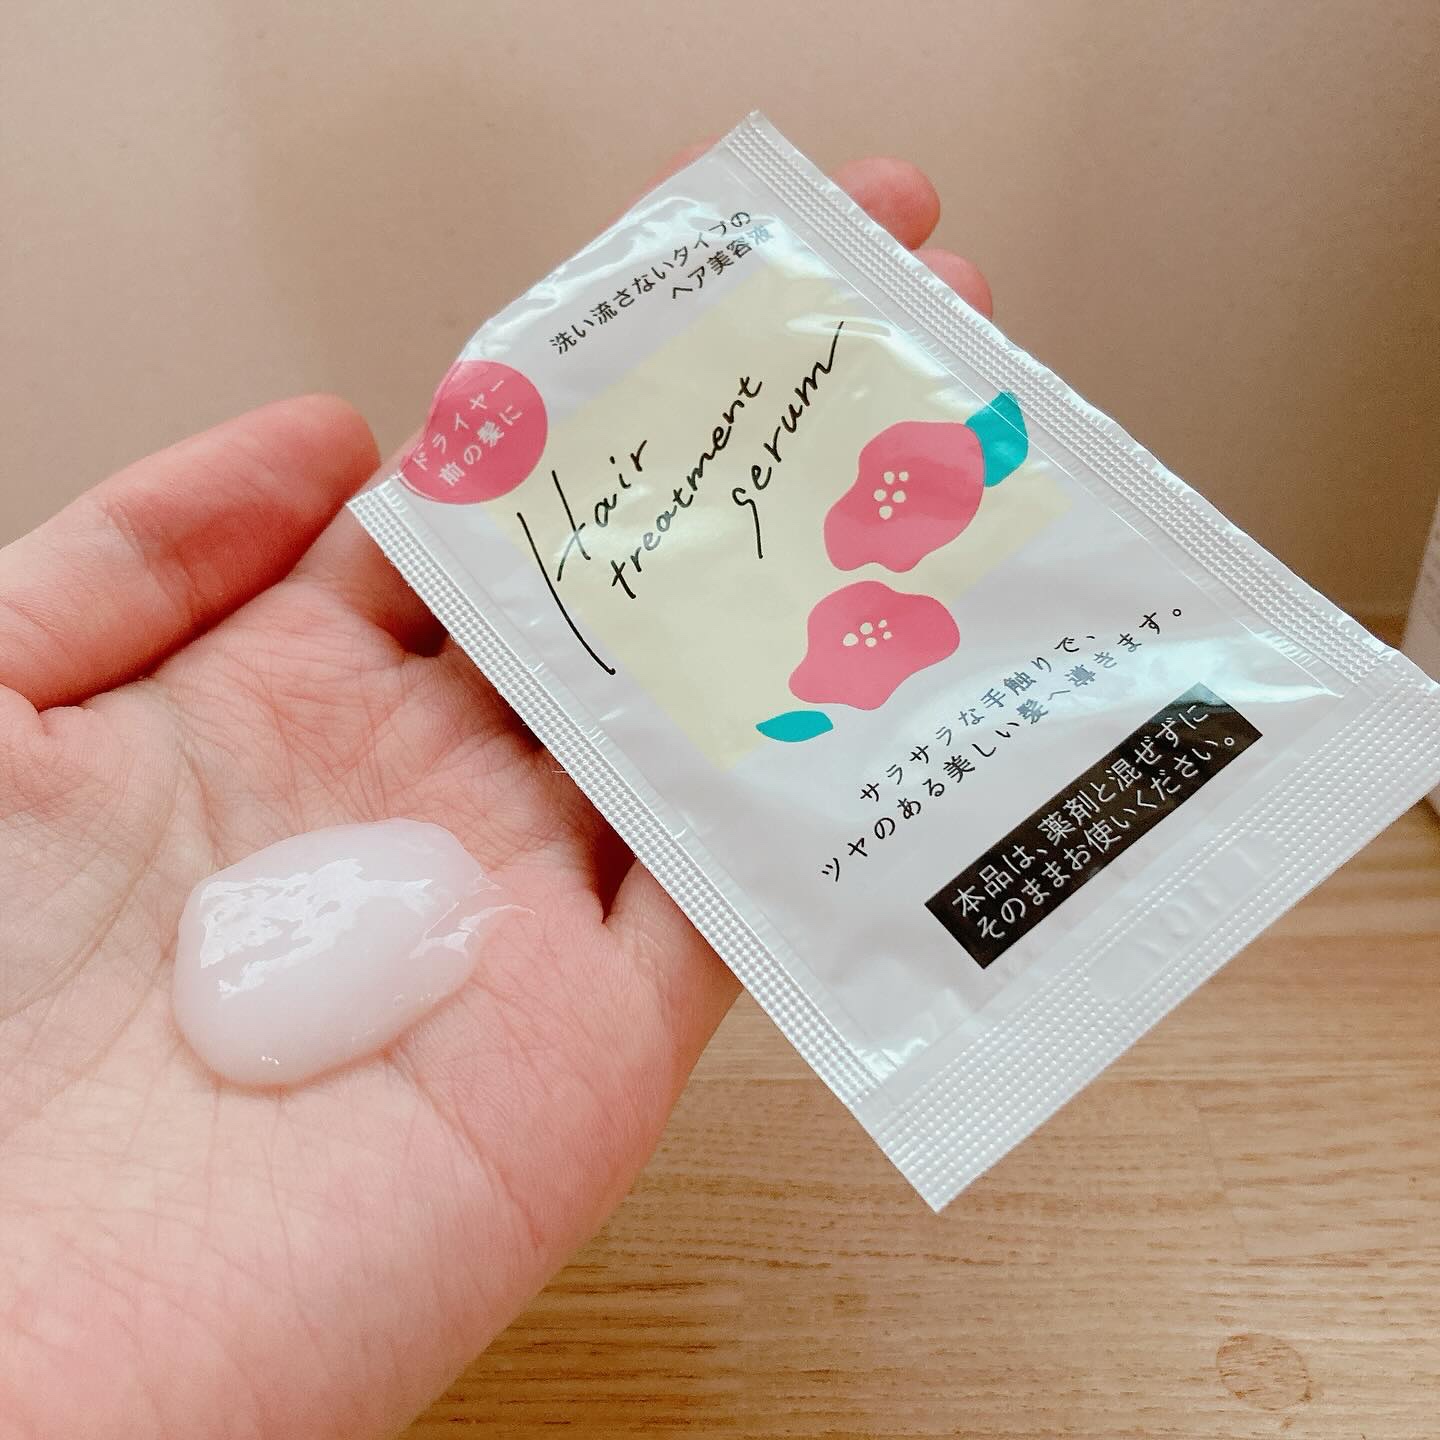 洗い流さないタイプの
ヘア美容液
ドライヤー
前の髪に
Hair
treatment
serum
サラサラな手触りで、
ツヤのある美しい髪へ導きます。
本品は、薬剤と混ぜずに
そのままお使いください。